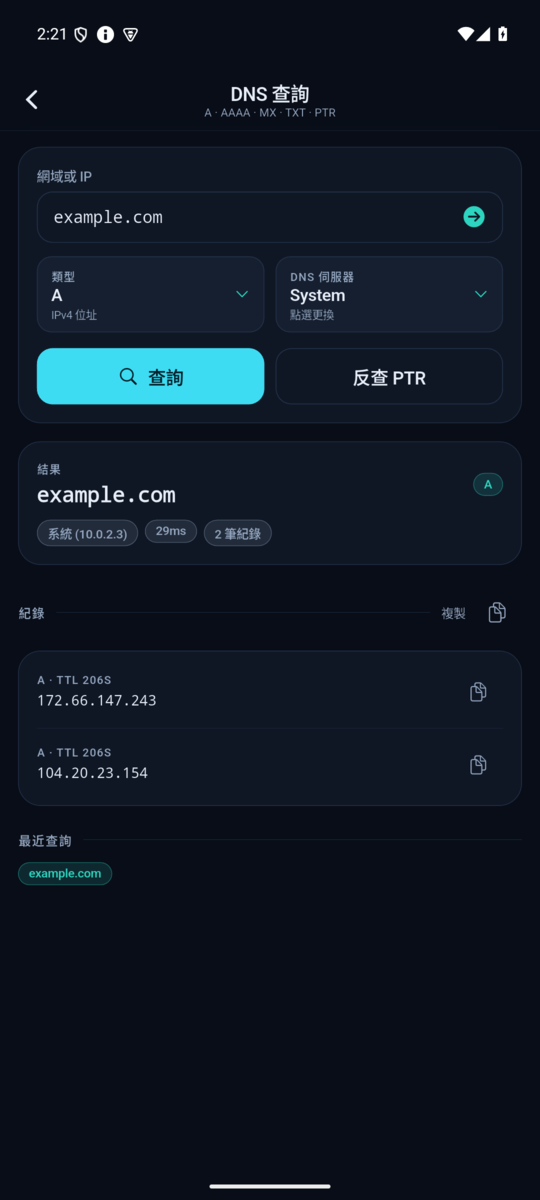 2:21
DNS 查詢
A · AAAA · MX · TXT · PTR
網域或 IP
example.com
類型
A
IPv4 位址
DNS 伺服器
System
點選更換
查詢
反查 PTR
結果
example.com
A
系統 (10.0.2.3)
29ms
2 筆紀錄
紀錄
複製
A · TTL 206S
172.66.147.243
A · TTL 206S
104.20.23.154
最近查詢
example.com